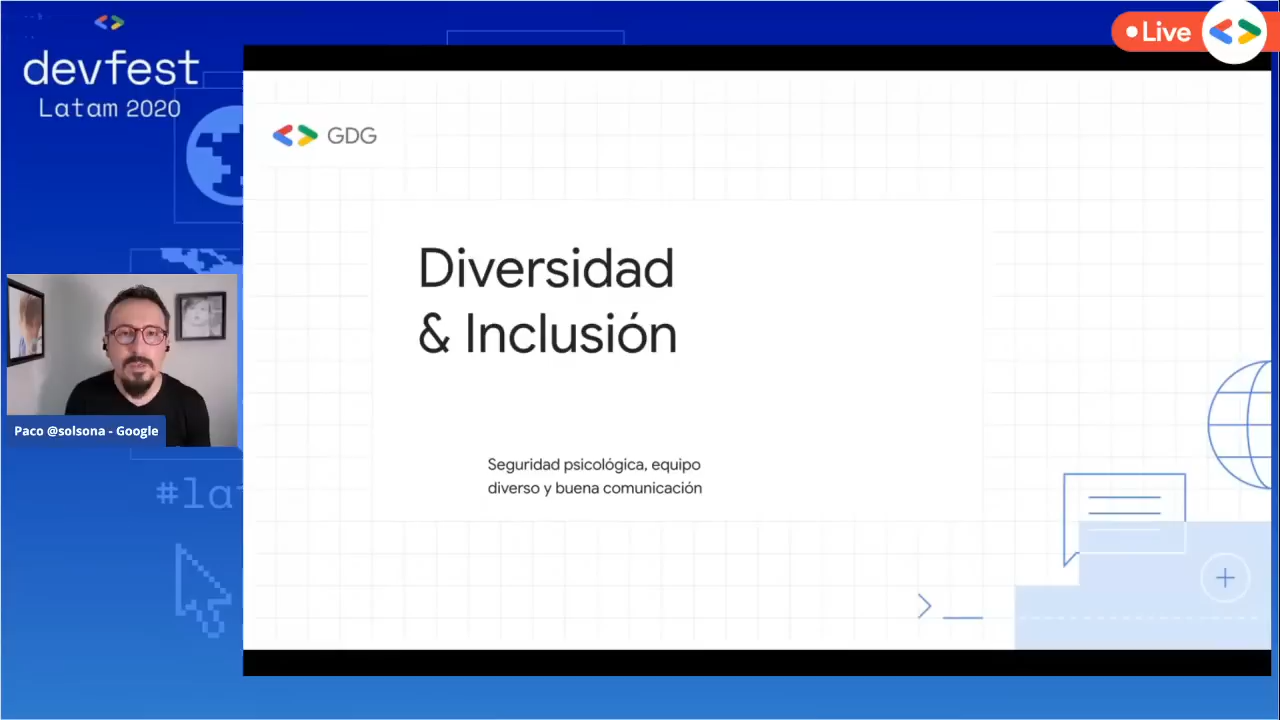 devfest
Latam 2020
Live
GDG
Diversidad
& Inclusión
Seguridad psicológica, equipo
diverso y buena comunicación
Paco @solsona - Google
#la